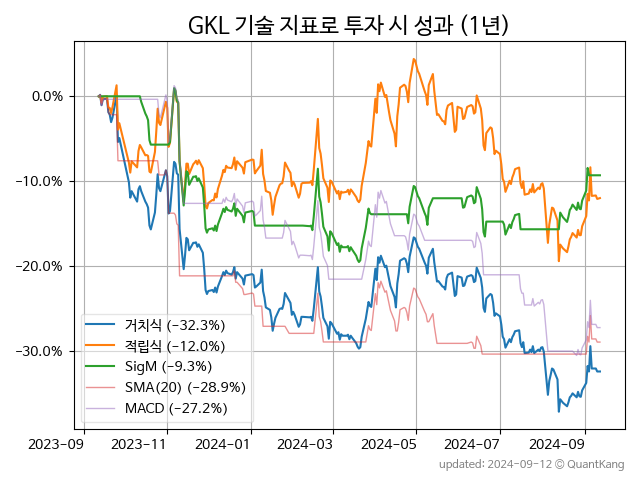 GKL 기술 지표로 투자 시 성과 (1년)
0.0%
−10.0%
−20.0%
−30.0%
거치식 (−32.3%)
적립식 (−12.0%)
SigM (−9.3%)
SMA(20) (−28.9%)
MACD (−27.2%)
2023-09 2023-11 2024-01 2024-03 2024-05 2024-07 2024-09
updated: 2024-09-12 © QuantKang